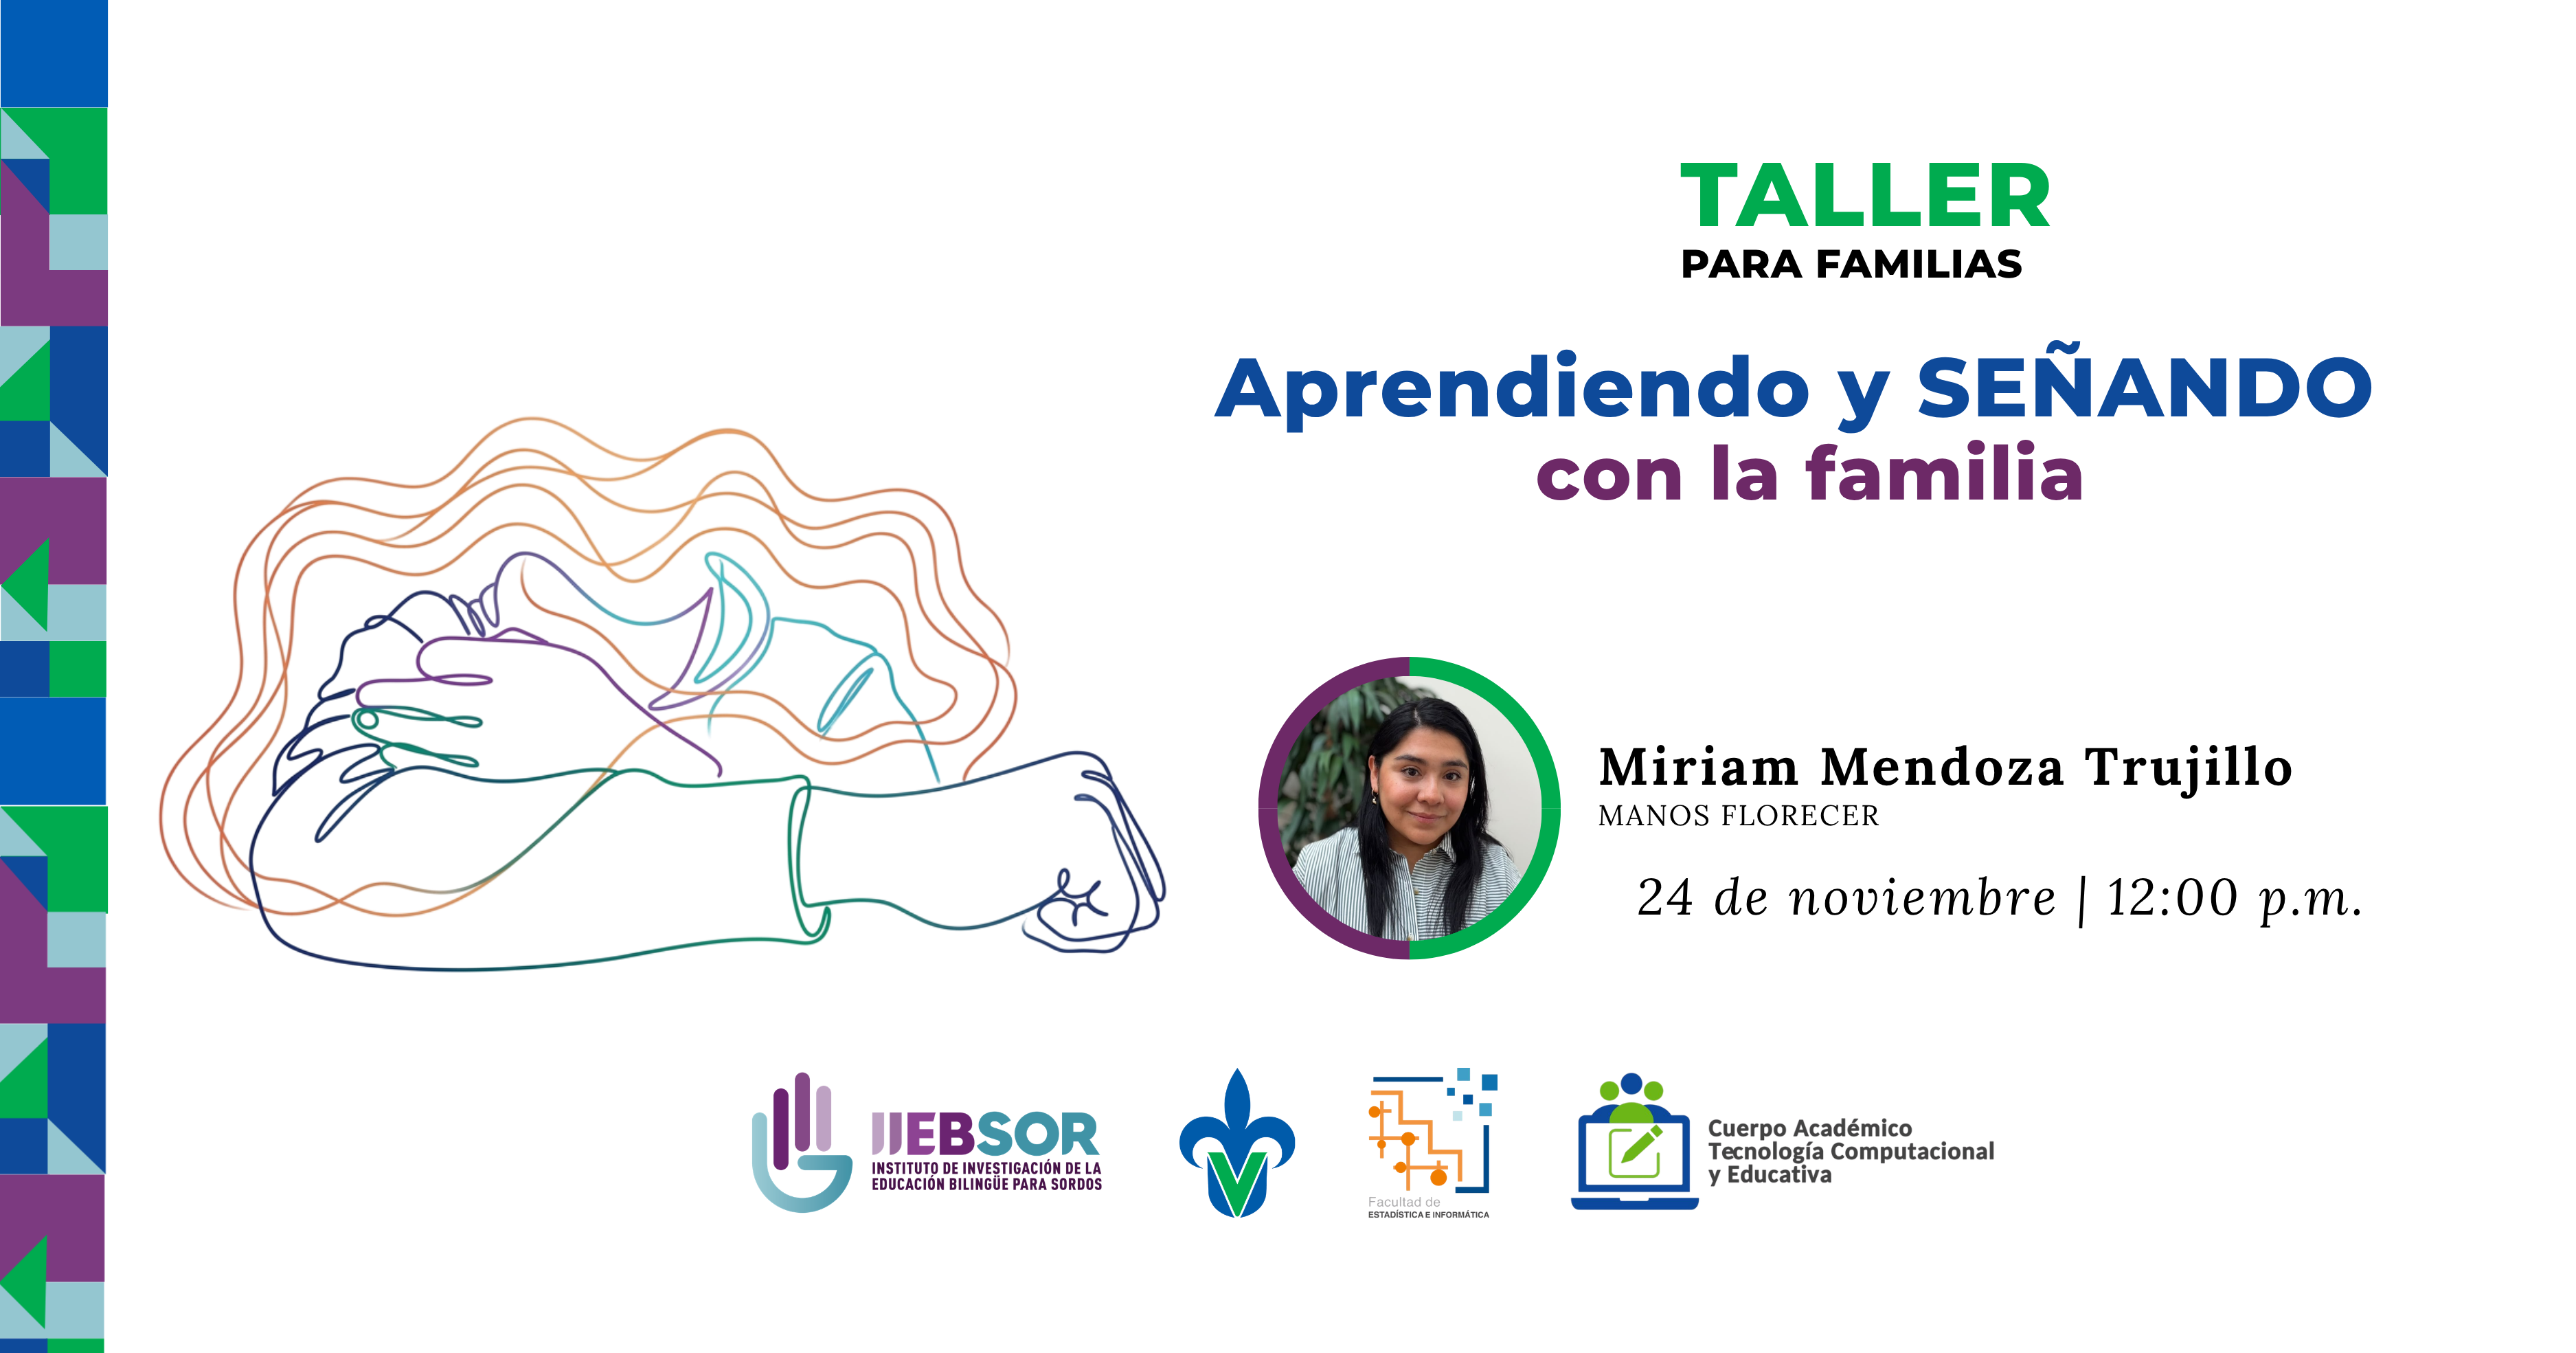 TALLER
PARA FAMILIAS
Aprendiendo y SEÑANDO
con la familia
Miriam Mendoza Trujillo
MANOS FLORECER
24 de noviembre | 12:00 p.m.
IIEBSOR
INSTITUTO DE INVESTIGACIÓN DE LA
EDUCACIÓN BILINGÜE PARA SORDOS
Facultad de
ESTADÍSTICA E INFORMÁTICA
Cuerpo Académico
Tecnología Computacional
y Educativa